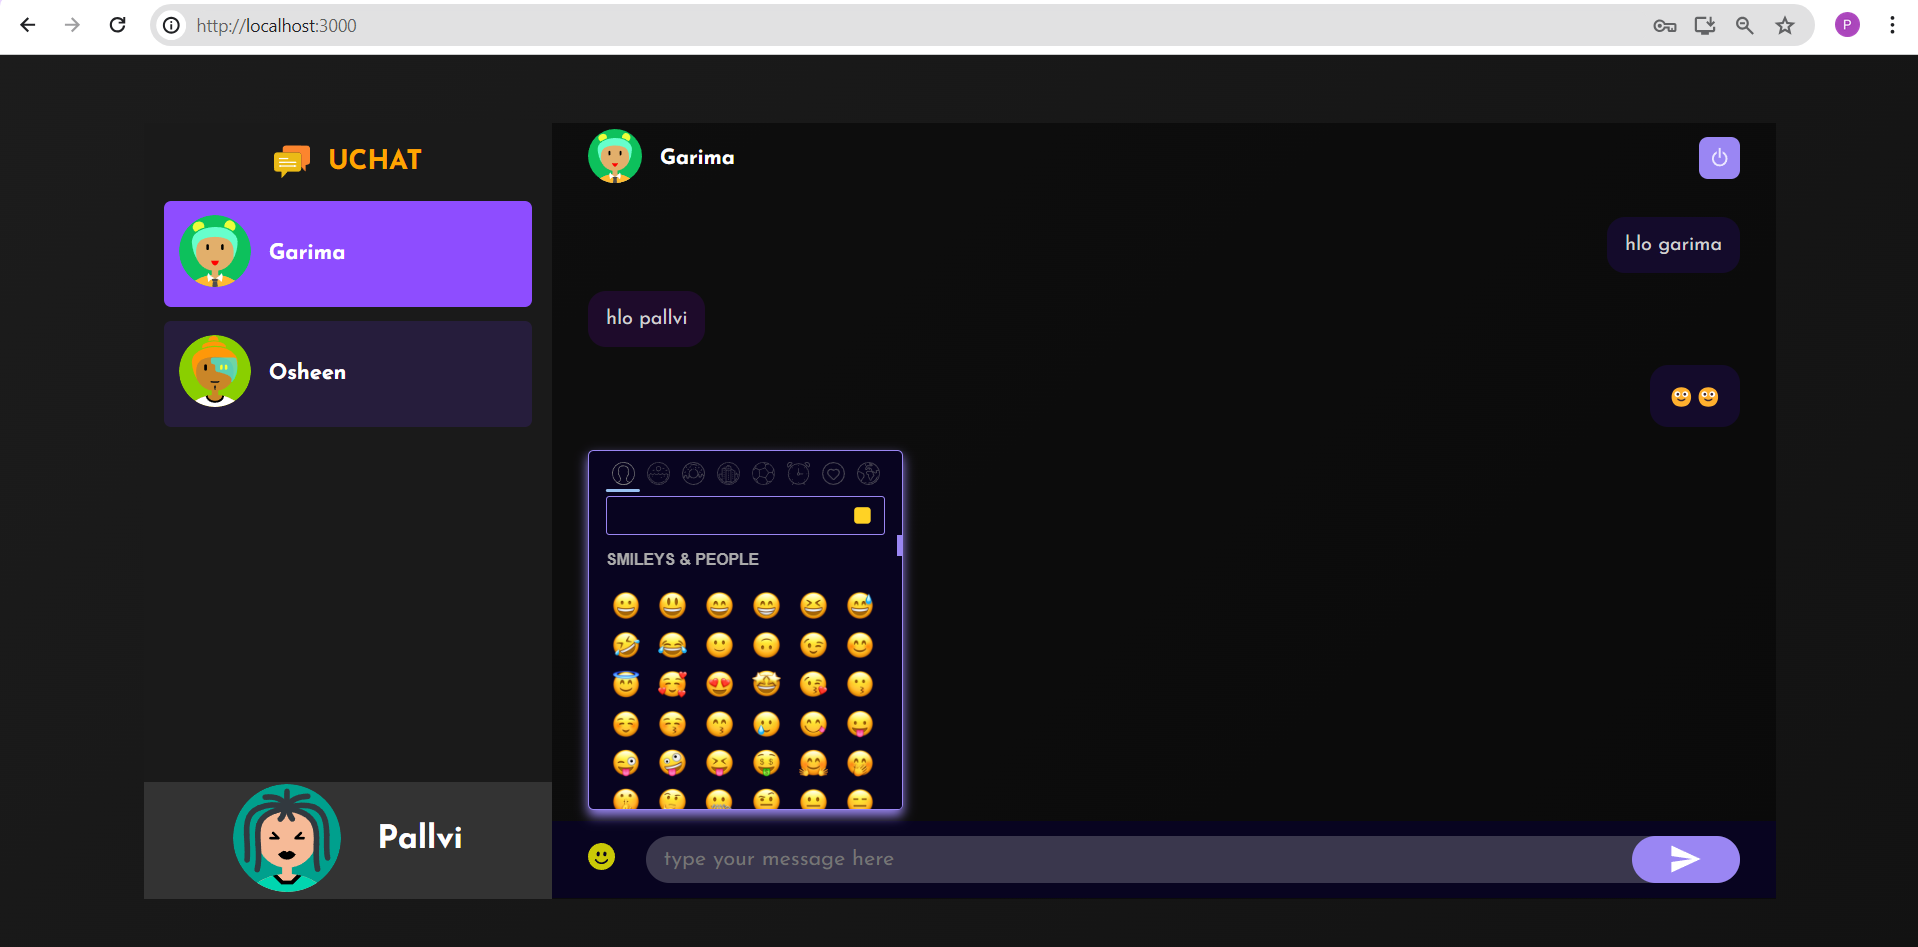 http://localhost:3000
P
UCHAT
Garima
Osheen
Pallvi
Garima
hlo garima
hlo pallvi
SMILEYS & PEOPLE
type your message here